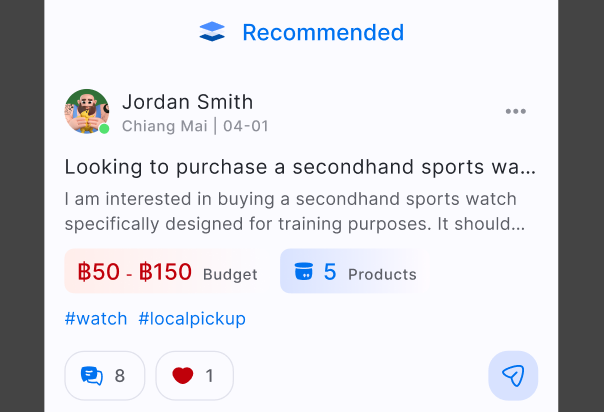 Recommended
Jordan Smith
Chiang Mai | 04-01
Looking to purchase a secondhand sports wa...
I am interested in buying a secondhand sports watch
specifically designed for training purposes. It should...
฿50 - ฿150 Budget
5 Products
#watch #localpickup
8
1